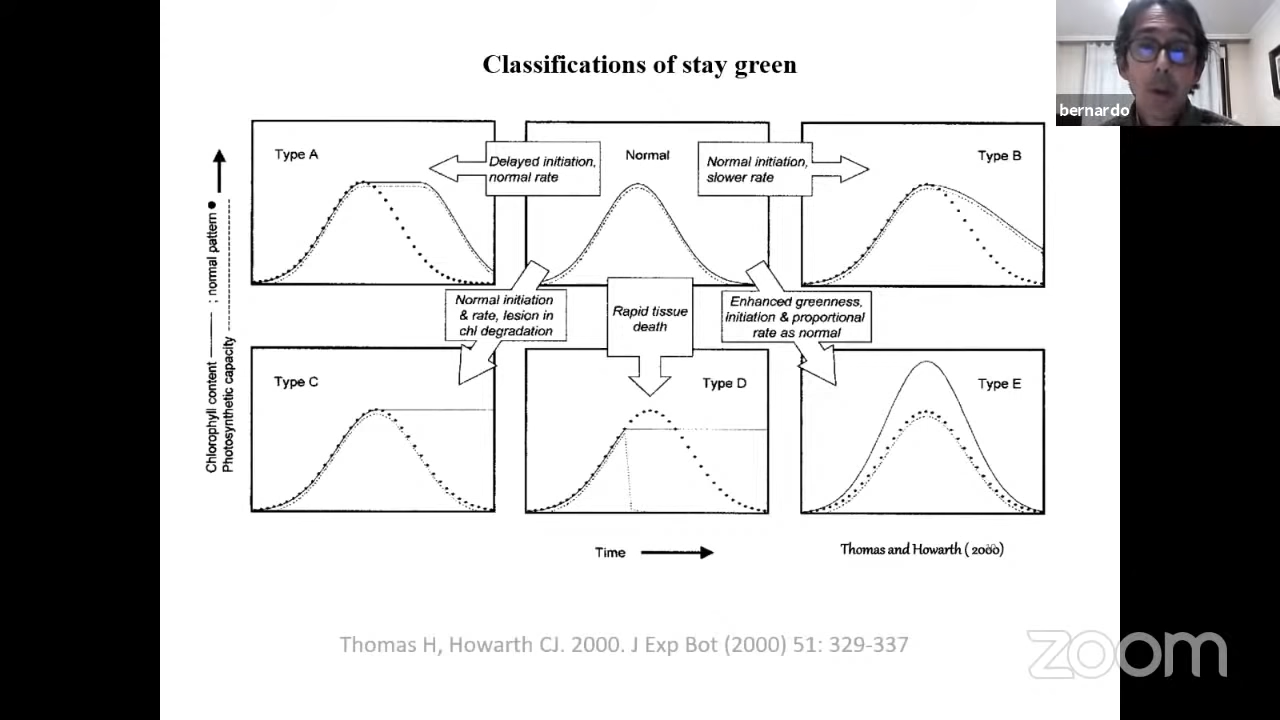 Classifications of stay green
bernardo
Type A
Delayed initiation,
normal rate
Normal
Normal initiation,
slower rate
Type B
Chlorophyll content ——— ; normal pattern ●
Photosynthetic capacity ---------
Normal initiation
& rate, lesion in
chl degradation
Rapid tissue
death
Enhanced greenness,
initiation & proportional
rate as normal
Type C
Type D
Type E
Time
Thomas and Howarth ( 2000)
Thomas H, Howarth CJ. 2000. J Exp Bot (2000) 51: 329-337
zoom